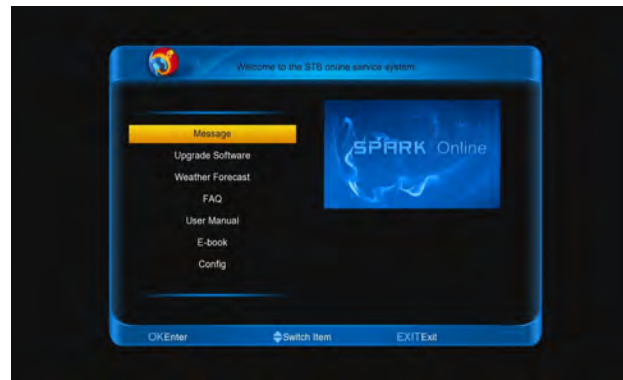 Welcome to the STB online service system.
Message
SPARK Online
Upgrade Software
Weather Forecast
FAQ
User Manual
E-book
Config
OKEnter Switch Item EXITExit